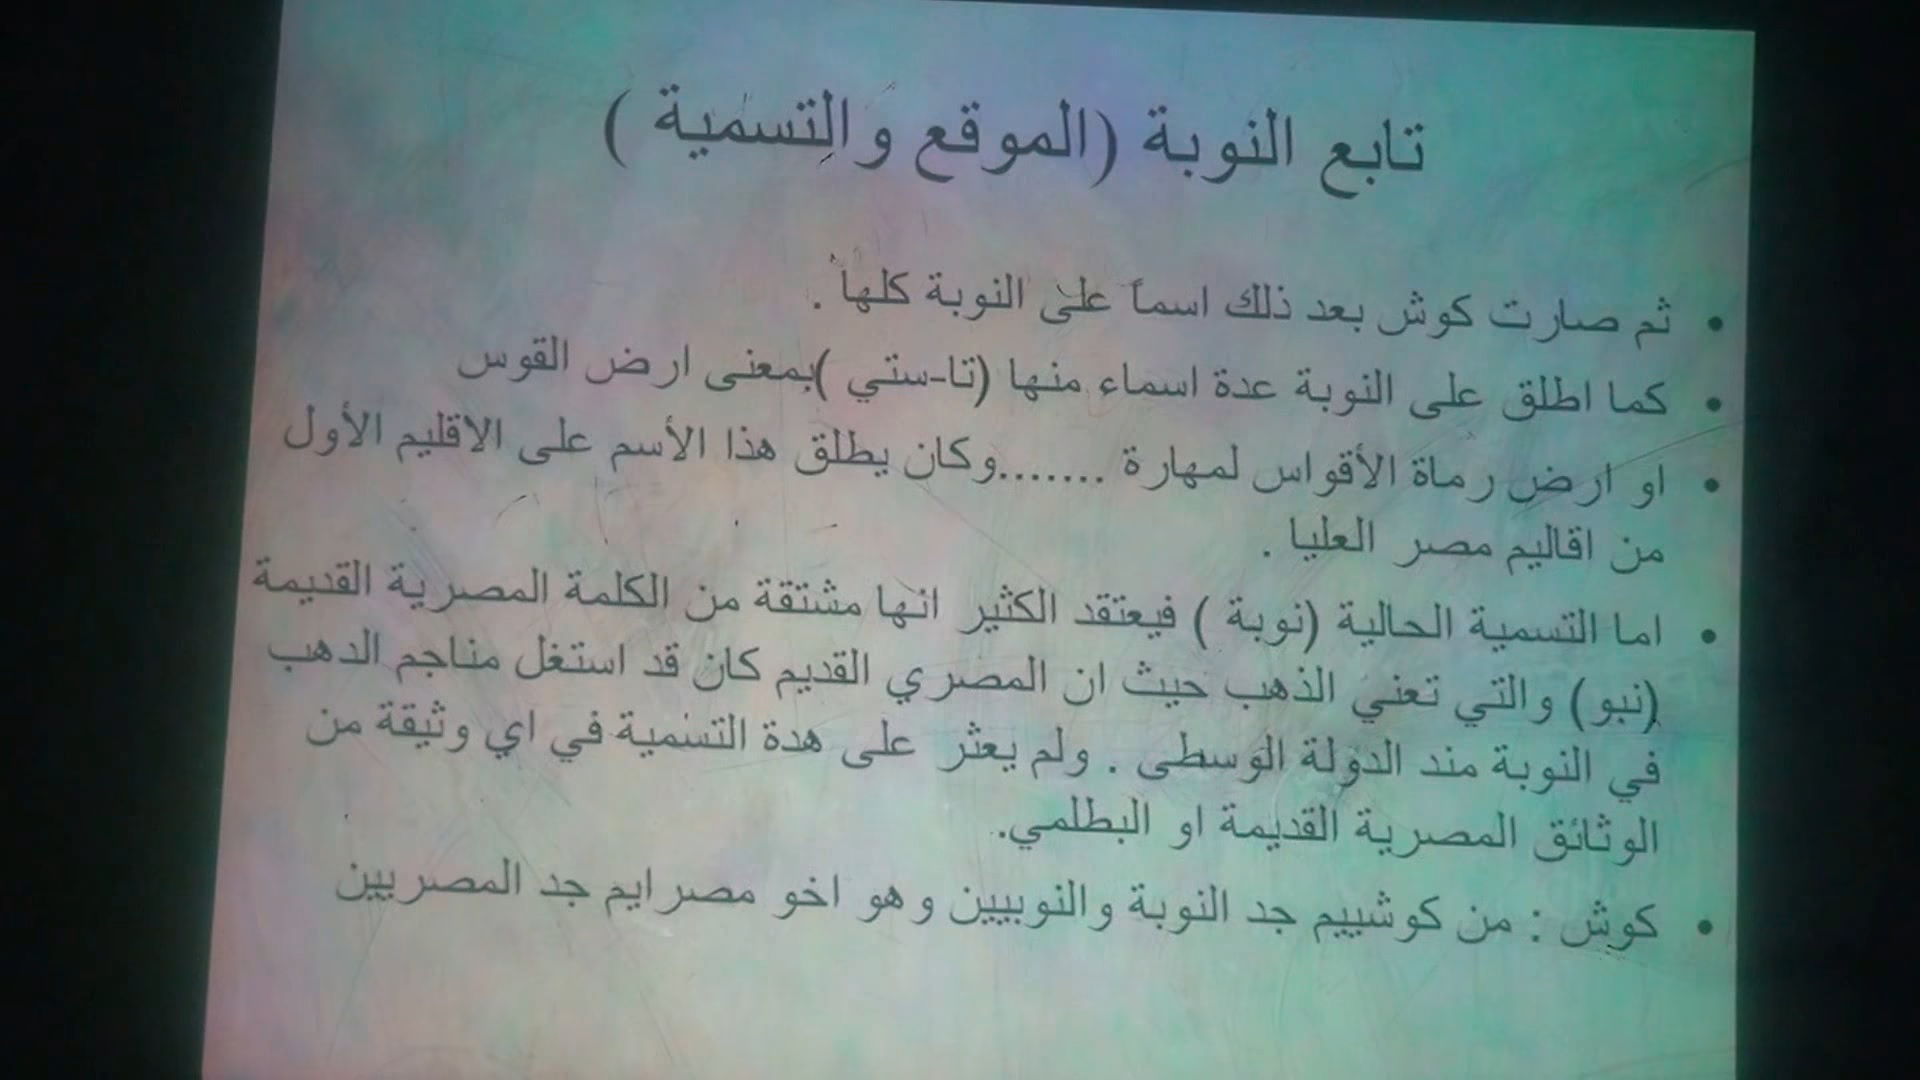 تابع النوبة (الموقع والتسمية )
• ثم صارت كوش بعد ذلك اسماً على النوبة كلها .
• كما اطلق على النوبة عدة اسماء منها (تا-ستي )بمعنى ارض القوس
• او ارض رماة الأقواس لمهارة .......وكان يطلق هذا الأسم على الاقليم الأول
من اقاليم مصر العليا .
• اما التسمية الحالية (نوبة ) فيعتقد الكثير انها مشتقة من الكلمة المصرية القديمة
(نبو) والتي تعني الذهب حيث ان المصري القديم كان قد استغل مناجم الدهب
في النوبة مند الدولة الوسطى . ولم يعثر على هدة التسمية في اي وثيقة من
الوثائق المصرية القديمة او البطلمي.
• كوش : من كوشييم جد النوبة والنوبيين وهو اخو مصرايم جد المصريين